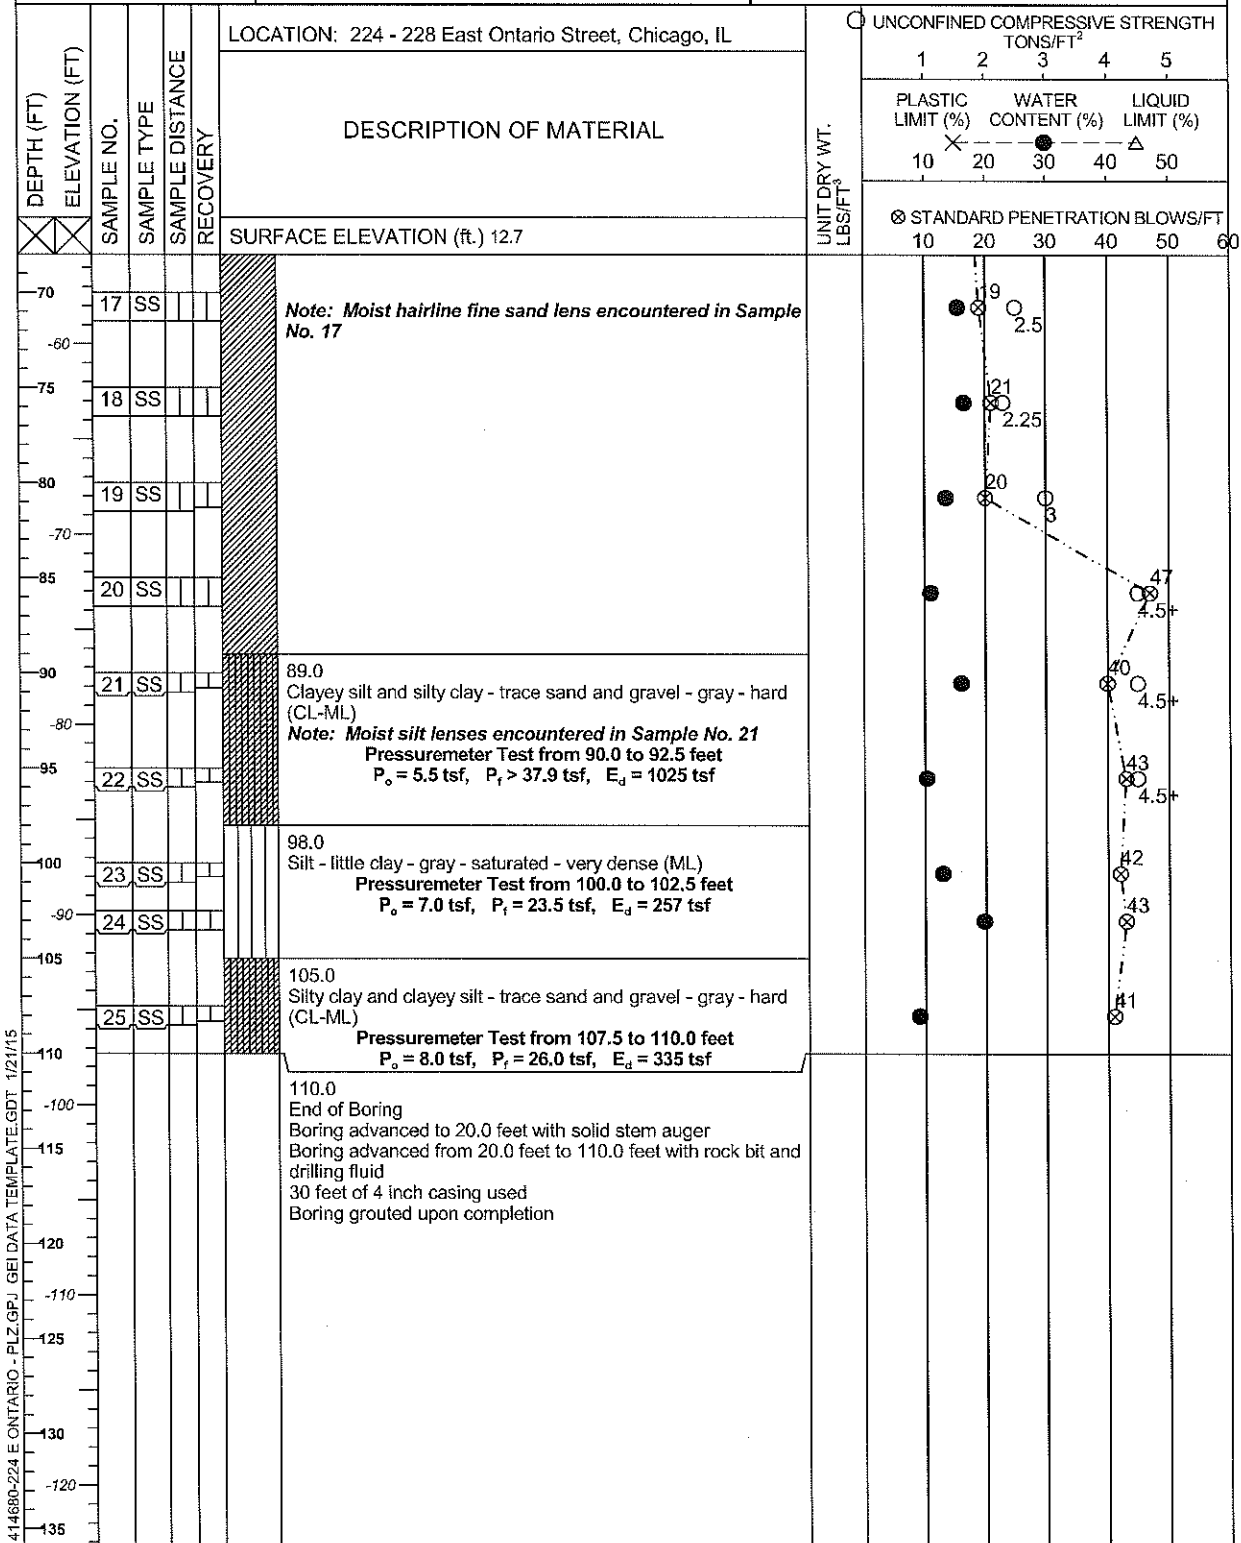 LOCATION: 224 - 228 East Ontario Street, Chicago, IL
UNCONFINED COMPRESSIVE STRENGTH
TONS/FT²
1 2 3 4 5
DEPTH (FT)
ELEVATION (FT)
SAMPLE NO.
SAMPLE TYPE
SAMPLE DISTANCE
RECOVERY
DESCRIPTION OF MATERIAL
UNIT DRY WT.
LBS/FT³
PLASTIC WATER LIQUID
LIMIT (%) CONTENT (%) LIMIT (%)
10 20 30 40 50
SURFACE ELEVATION (ft.) 12.7
STANDARD PENETRATION BLOWS/FT
10 20 30 40 50 60
70
17 SS
Note: Moist hairline fine sand lens encountered in Sample
No. 17
19
2.5
-60
75
18 SS
21
2.25
80
19 SS
20
3
-70
85
20 SS
47
4.5+
89.0
90
21 SS
Clayey silt and silty clay - trace sand and gravel - gray - hard
(CL-ML)
40
4.5+
-80
Note: Moist silt lenses encountered in Sample No. 21
Pressuremeter Test from 90.0 to 92.5 feet
Pₒ = 5.5 tsf, P_f > 37.9 tsf, E_d = 1025 tsf
95
22 SS
43
4.5+
98.0
100
Silt - little clay - gray - saturated - very dense (ML)
23 SS
Pressuremeter Test from 100.0 to 102.5 feet
Pₒ = 7.0 tsf, P_f = 23.5 tsf, E_d = 257 tsf
42
-90
24 SS
43
105
105.0
Silty clay and clayey silt - trace sand and gravel - gray - hard
(CL-ML)
25 SS
41
Pressuremeter Test from 107.5 to 110.0 feet
Pₒ = 8.0 tsf, P_f = 26.0 tsf, E_d = 335 tsf
110
110.0
-100
End of Boring
Boring advanced to 20.0 feet with solid stem auger
115
Boring advanced from 20.0 feet to 110.0 feet with rock bit and
drilling fluid
30 feet of 4 inch casing used
Boring grouted upon completion
120
-110
125
130
-120
135
414680-224 E ONTARIO - PLZ.GPJ GEI DATA TEMPLATE.GDT 1/21/15